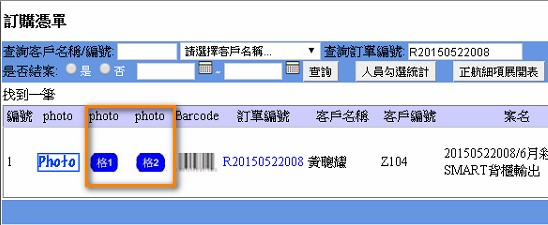 訂購憑單
查詢客戶名稱/編號: 請選擇客戶名稱... 查詢訂單編號: R20150522008
是否結案: 是 否 ~ 查詢 人員勾選統計 正航細項展開表
找到一筆
編號 photo photo photo Barcode 訂單編號 客戶名稱 客戶編號 案名
1 Photo 格1 格2 R20150522008 黃聰耀 Z104 20150522008/6月
SMART背櫃輸出